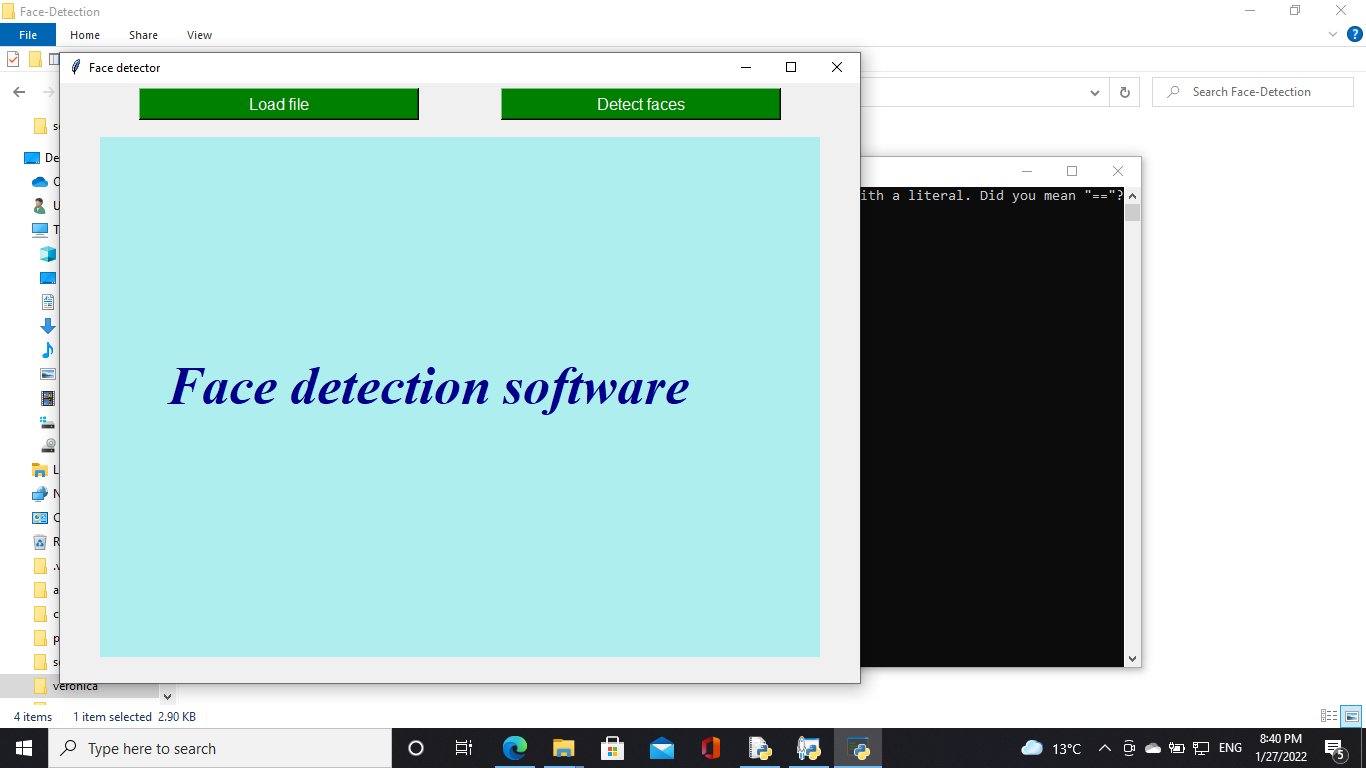 Face-Detection
File
Home
Share
View
Face detector
Load file
Detect faces
Search Face-Detection
Face detection software
a literal. Did you mean "=="?
veronica
4 items
1 item selected 2.90 KB
Type here to search
13°C
ENG
8:40 PM
1/27/2022
5